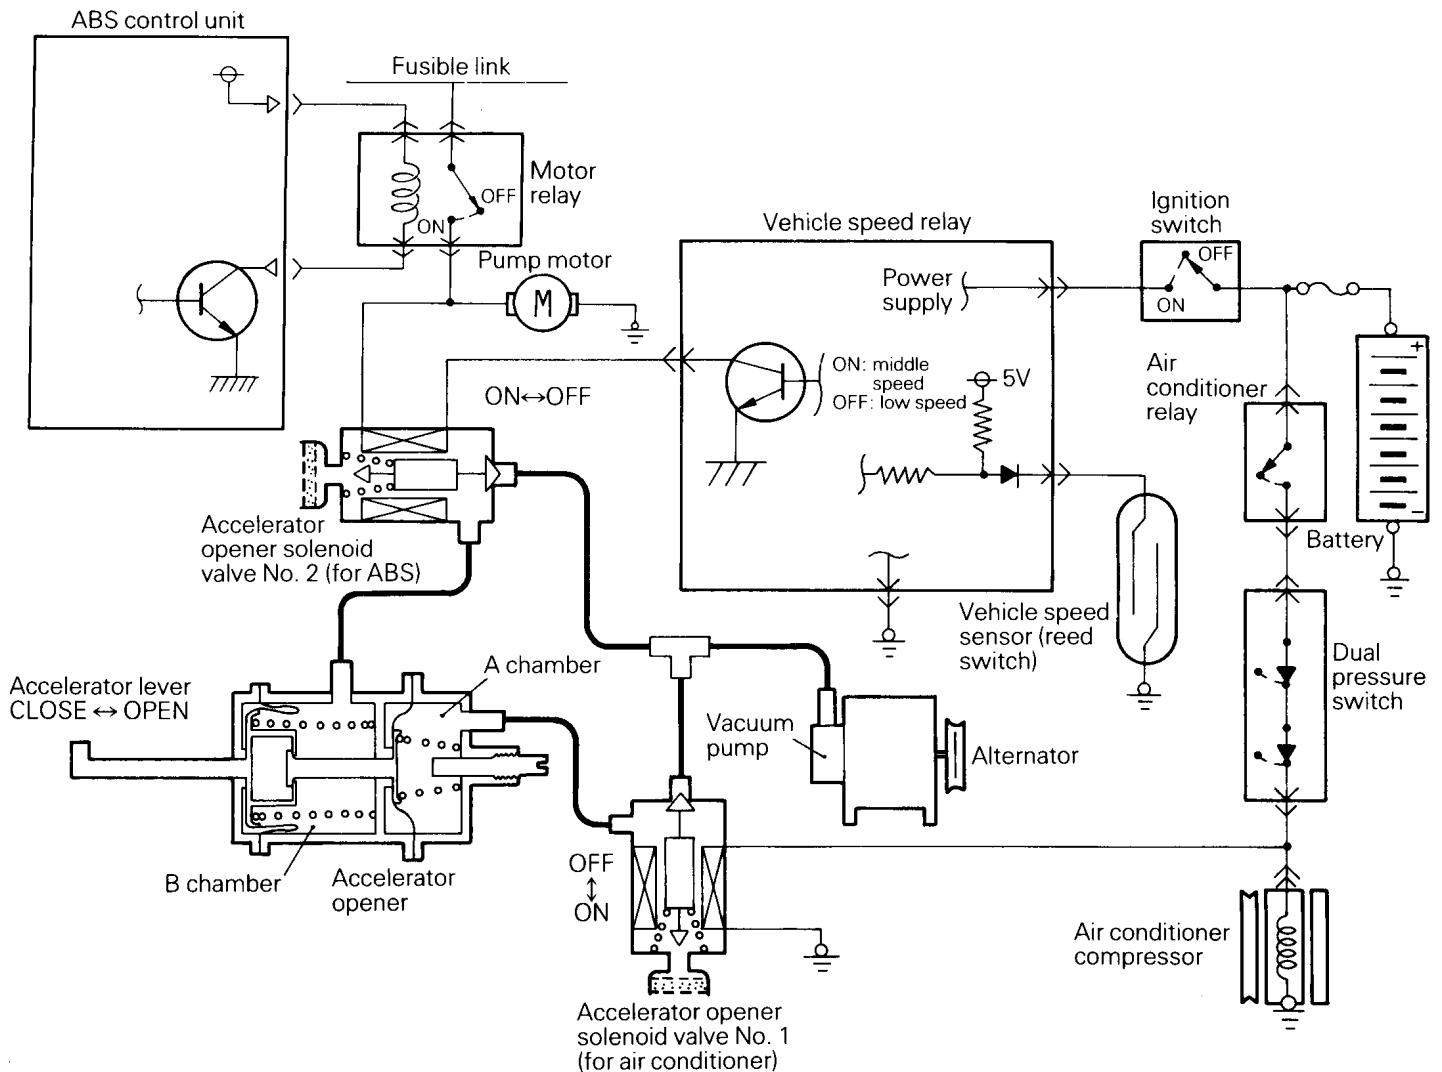 ABS control unit
Fusible link
Motor
relay
OFF
ON
Pump motor
M
Vehicle speed relay
Ignition
switch
OFF
ON
Power
supply
ON: middle
speed
OFF: low speed
5V
ON↔OFF
Air
conditioner
relay
+
−
Battery
Accelerator
opener solenoid
valve No. 2 (for ABS)
Vehicle speed
sensor (reed
switch)
Dual
pressure
switch
A chamber
Accelerator lever
CLOSE ↔ OPEN
Vacuum
pump
Alternator
B chamber
Accelerator
opener
OFF
↕
ON
Air conditioner
compressor
Accelerator opener
solenoid valve No. 1
(for air conditioner)